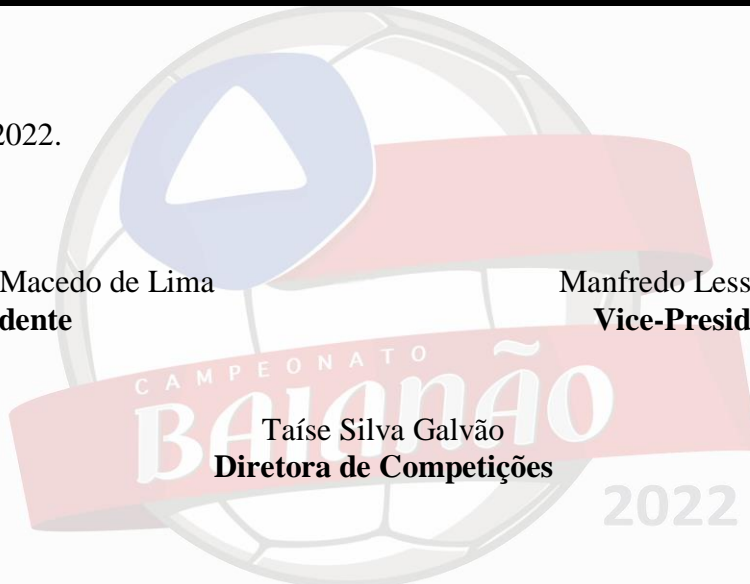 2022.
Macedo de Lima
Manfredo Less
dente
Vice-Presid
CAMPEONATO
BAIANÃO
Taíse Silva Galvão
Diretora de Competições
2022